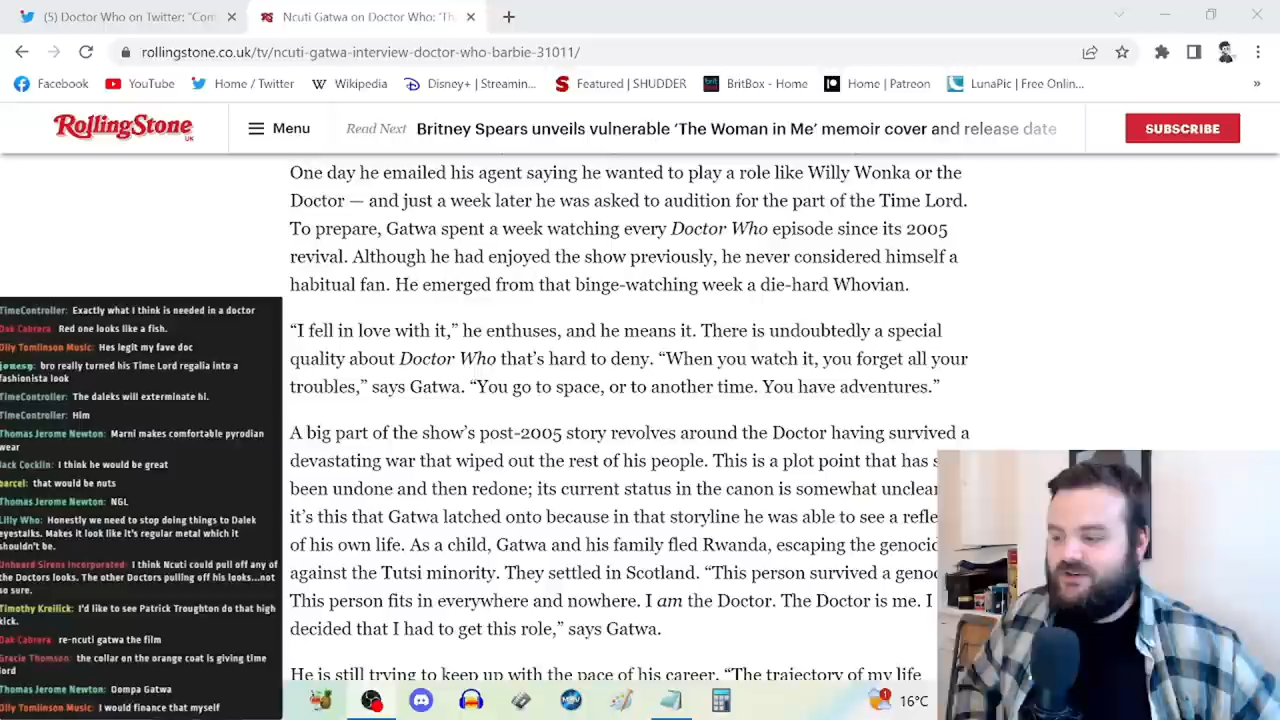 (5) Doctor Who on Twitter: "Com
Ncuti Gatwa on Doctor Who: 'Th
rollingstone.co.uk/tv/ncuti-gatwa-interview-doctor-who-barbie-31011/
Facebook
YouTube
Home / Twitter
Wikipedia
Disney+ | Streamin...
Featured | SHUDDER
BritBox - Home
Home | Patreon
LunaPic | Free Onlin...
»
RollingStone
UK
Menu
Read Next Britney Spears unveils vulnerable 'The Woman in Me' memoir cover and release date
SUBSCRIBE
One day he emailed his agent saying he wanted to play a role like Willy Wonka or the
Doctor — and just a week later he was asked to audition for the part of the Time Lord.
To prepare, Gatwa spent a week watching every Doctor Who episode since its 2005
revival. Although he had enjoyed the show previously, he never considered himself a
habitual fan. He emerged from that binge-watching week a die-hard Whovian.
“I fell in love with it,” he enthuses, and he means it. There is undoubtedly a special
quality about Doctor Who that’s hard to deny. “When you watch it, you forget all your
troubles,” says Gatwa. “You go to space, or to another time. You have adventures.”
A big part of the show’s post-2005 story revolves around the Doctor having survived a
devastating war that wiped out the rest of his people. This is a plot point that has s
been undone and then redone; its current status in the canon is somewhat unclear
it’s this that Gatwa latched onto because in that storyline he was able to see a refle
of his own life. As a child, Gatwa and his family fled Rwanda, escaping the genocid
against the Tutsi minority. They settled in Scotland. “This person survived a geno
This person fits in everywhere and nowhere. I am the Doctor. The Doctor is me. I
decided that I had to get this role,” says Gatwa.
He is still trying to keep up with the pace of his career. “The trajectory of my life
TimeController: Exactly what I think is needed in a doctor
Dak Cabrera: Red one looks like a fish.
Olly Tomlinson Music: Hes legit my fave doc
jonesy: bro really turned his Time Lord regalia into a
fashionista look
TimeController: The daleks will exterminate hi.
TimeController: Him
Thomas Jerome Newton: Marni makes comfortable pyrodian
wear
Jack Cocklin: I think he would be great
barcel: that would be nuts
Thomas Jerome Newton: NGL
Lilly Who: Honestly we need to stop doing things to Dalek
eyestalks. Makes it look like it's regular metal which it
shouldn't be.
Unheard Sirens Incorporated: I think Ncuti could pull off any
of the Doctors looks. The other Doctors pulling off his looks...not
so sure.
Timothy Kreilick: I'd like to see Patrick Troughton do that high
kick.
Dak Cabrera: re-ncuti gatwa the film
Gracie Thomson: the collar on the orange coat is giving time
lord
Thomas Jerome Newton: Oompa Gatwa
Olly Tomlinson Music: I would finance that myself
16°C